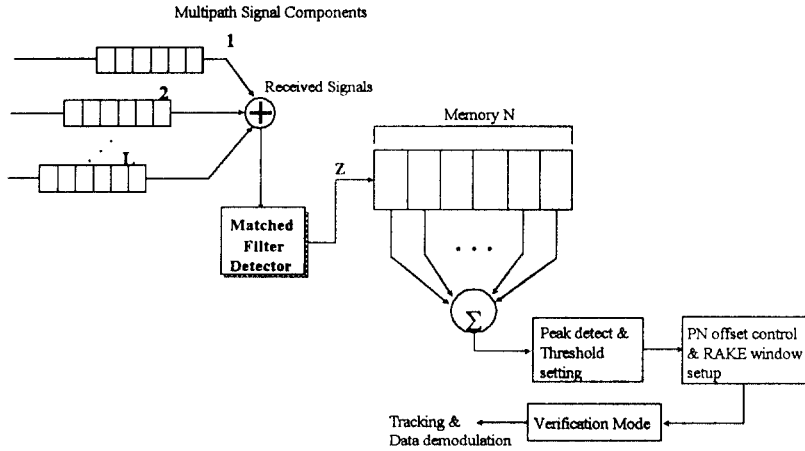 Multipath Signal Components
1
2
L
Received Signals
Memory N
Z
Matched
Filter
Detector
. . .
Σ
Peak detect &
Threshold
setting
PN offset control
& RAKE window
setup
Verification Mode
Tracking &
Data demodulation